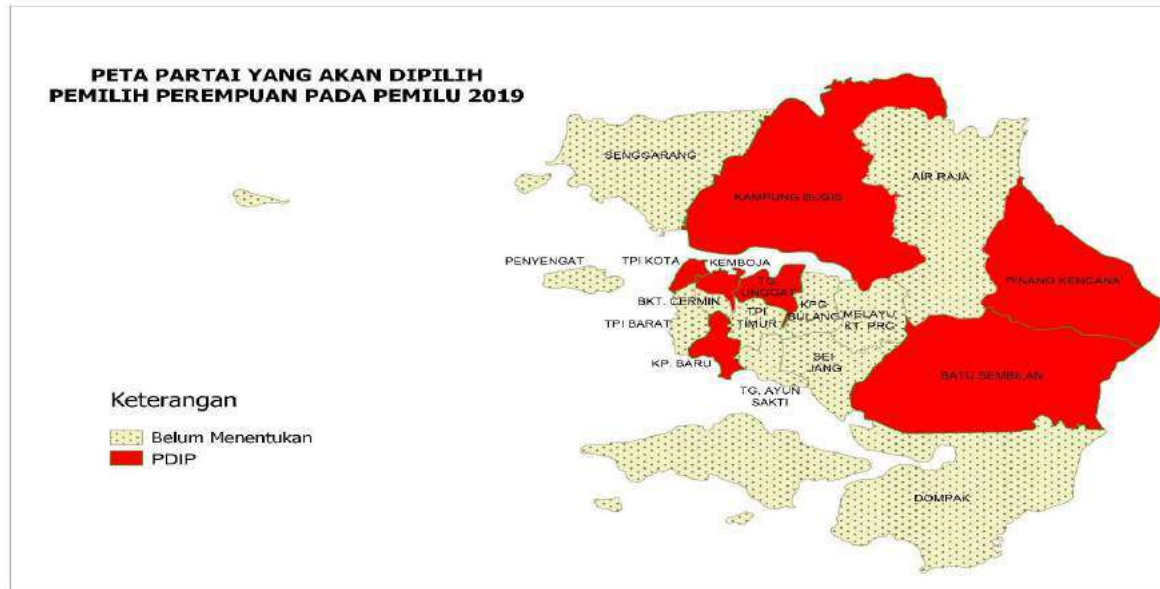 PETA PARTAI YANG AKAN DIPILIH
PEMILIH PEREMPUAN PADA PEMILU 2019
SENGGARANG
AIR RAJA
KAMPUNG BUGIS
PENYENGAT
TPI KOTA
KEMBOJA
TG.
UNGGAT
PINANG KENCANA
BKT. CERMIN
KPG
BULANG
TPI BARAT
TPI
TIMUR
MELAYU
KT. PRC
KP. BARU
SEI
JANG
BATU SEMBILAN
TG. AYUN
SAKTI
Keterangan
Belum Menentukan
PDIP
DOMPAK